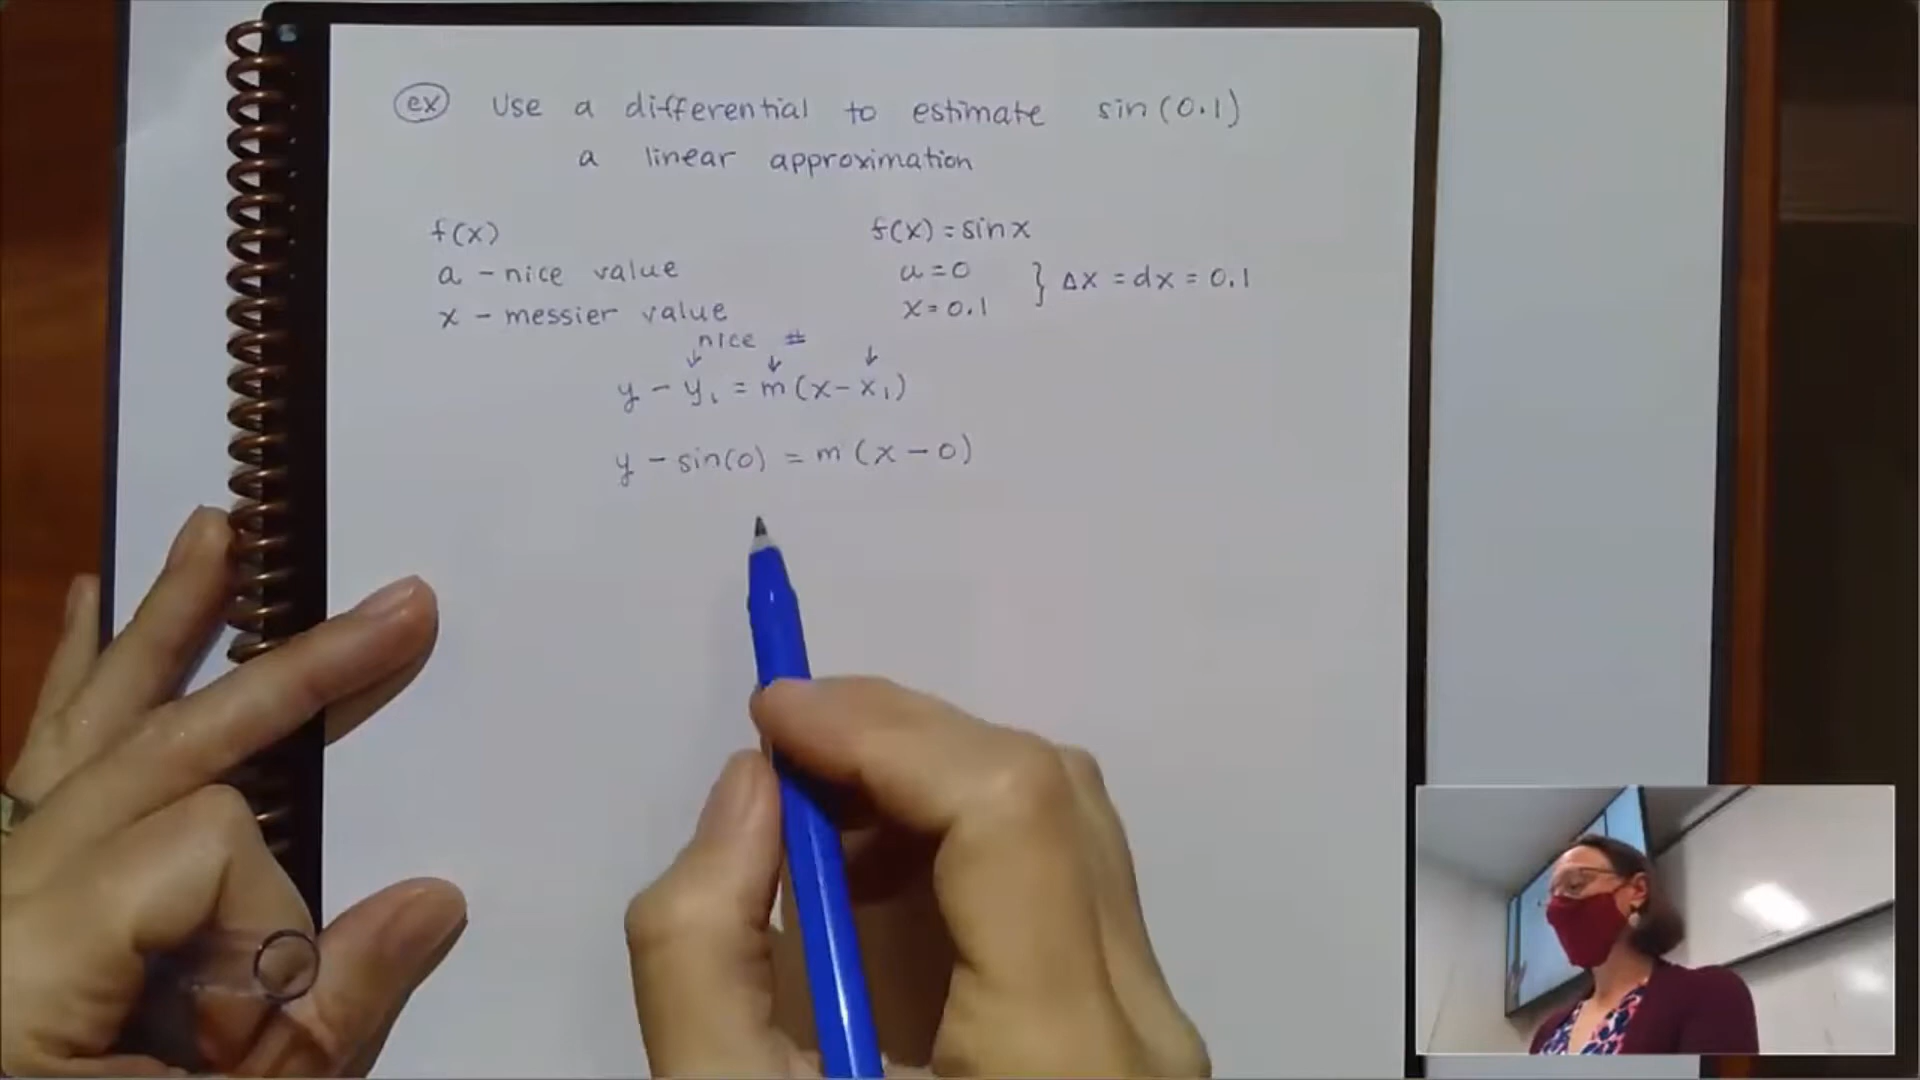 ex Use a differential to estimate sin(0.1)
a linear approximation
f(x) f(x) = sin x
a - nice value a = 0
x - messier value x = 0.1 } Δx = dx = 0.1
nice #
↓ ↓ ↓
y - y₁ = m(x - x₁)
y - sin(0) = m(x - 0)